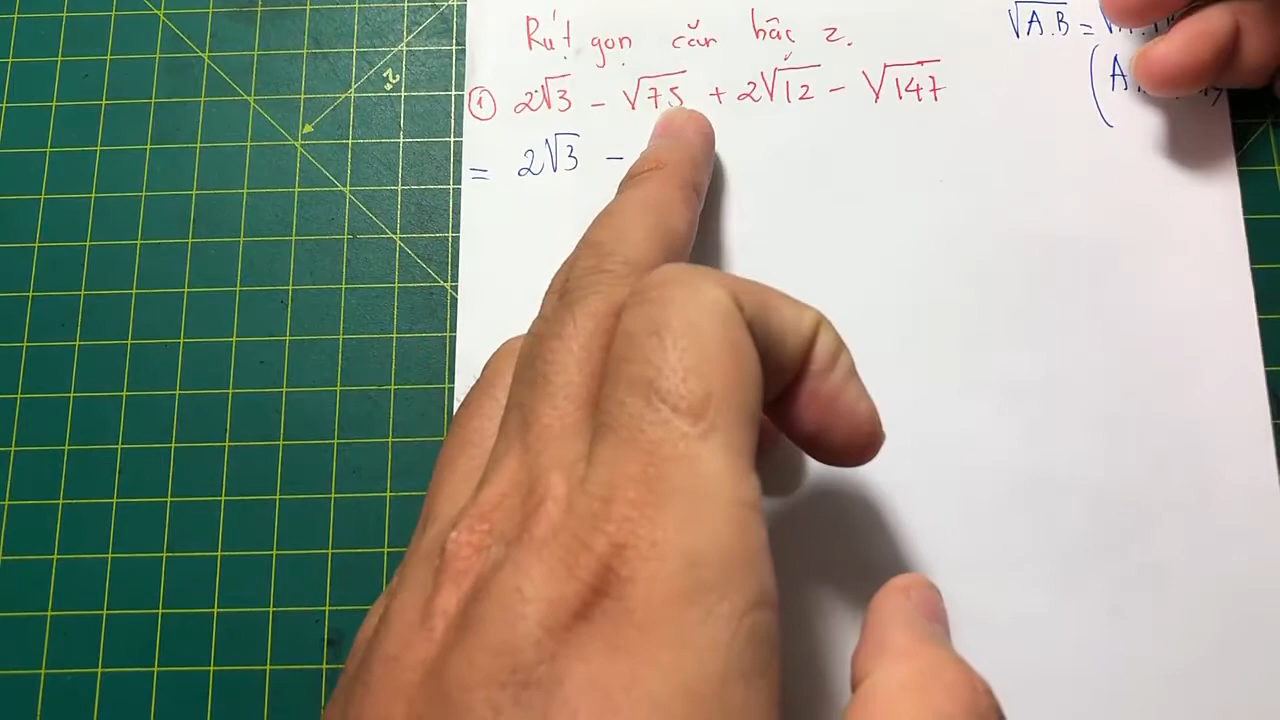 Rút gọn căn bậc 2.
① 2√3 - √75 + 2√12 - √147
= 2√3 -
√A.B =
(A